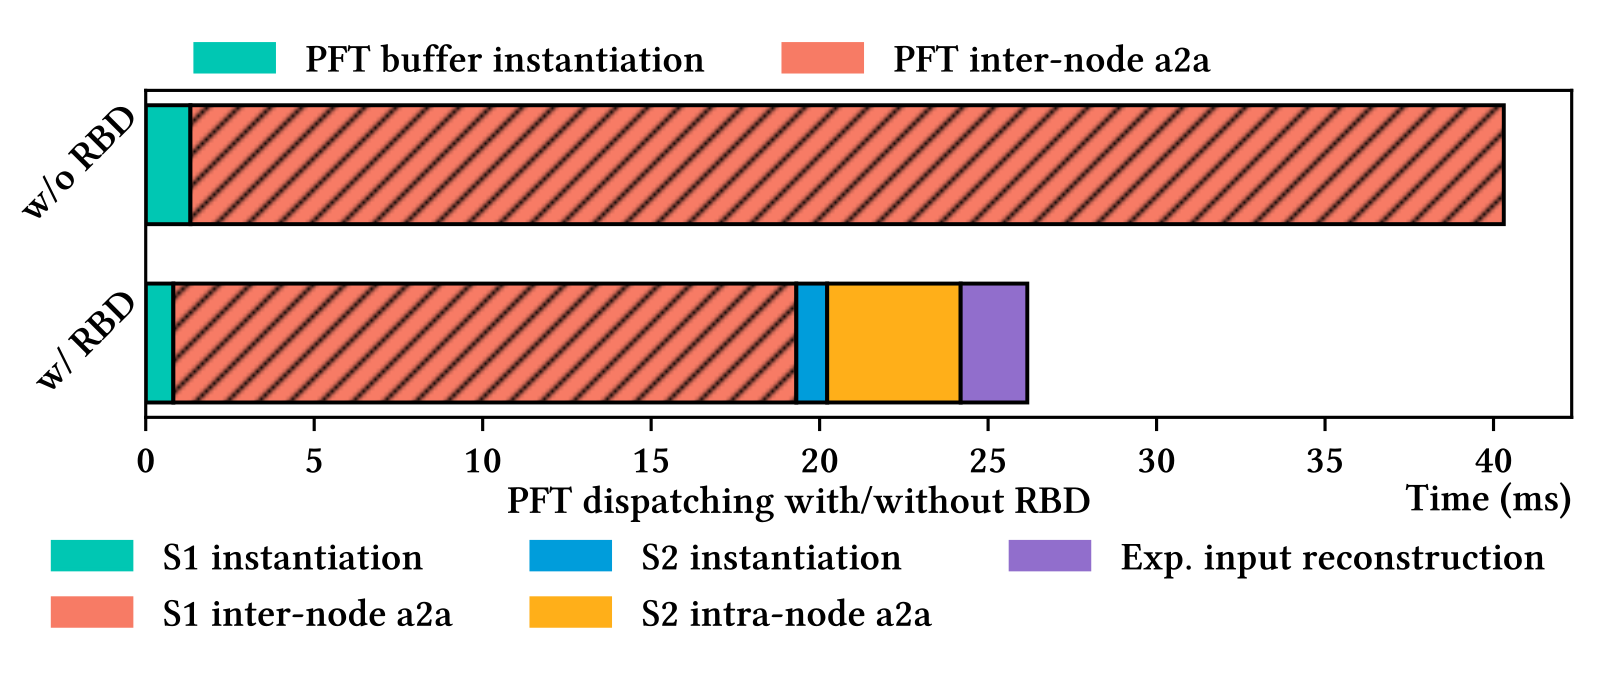 PFT buffer instantiation PFT inter-node a2a
w/o RBD
w/ RBD
0 5 10 15 20 25 30 35 40
PFT dispatching with/without RBD Time (ms)
S1 instantiation S2 instantiation Exp. input reconstruction
S1 inter-node a2a S2 intra-node a2a